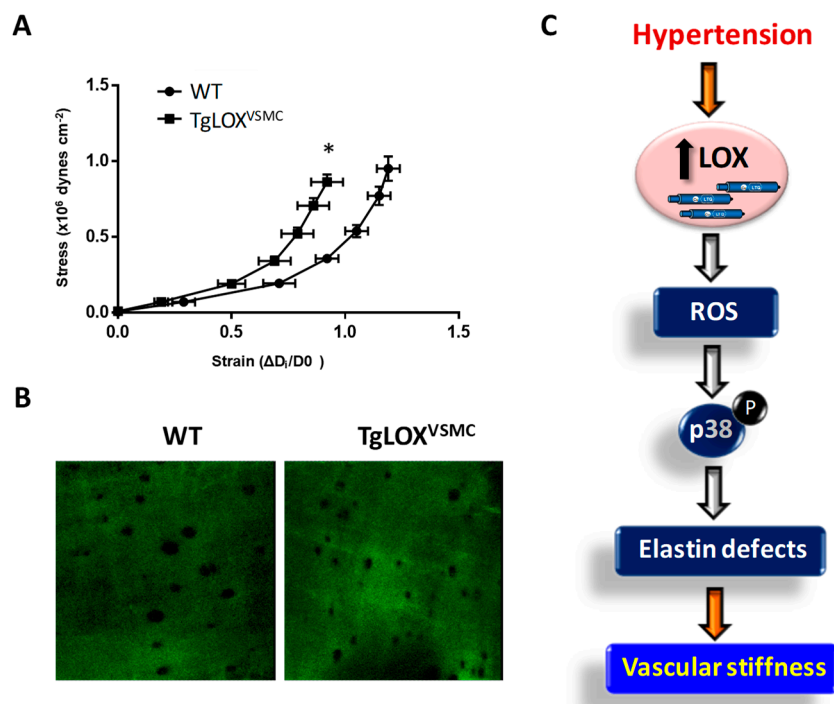 A
1.5
1.0
0.5
0.0
Stress (x10⁶ dynes cm⁻²)
WT
TgLOXⱽˢᴹᶜ
*
0.0 0.5 1.0 1.5
Strain (ΔDᵢ/D0 )
B
WT
TgLOXⱽˢᴹᶜ
C
Hypertension
LOX
LTQ
ROS
p38
P
Elastin defects
Vascular stiffness